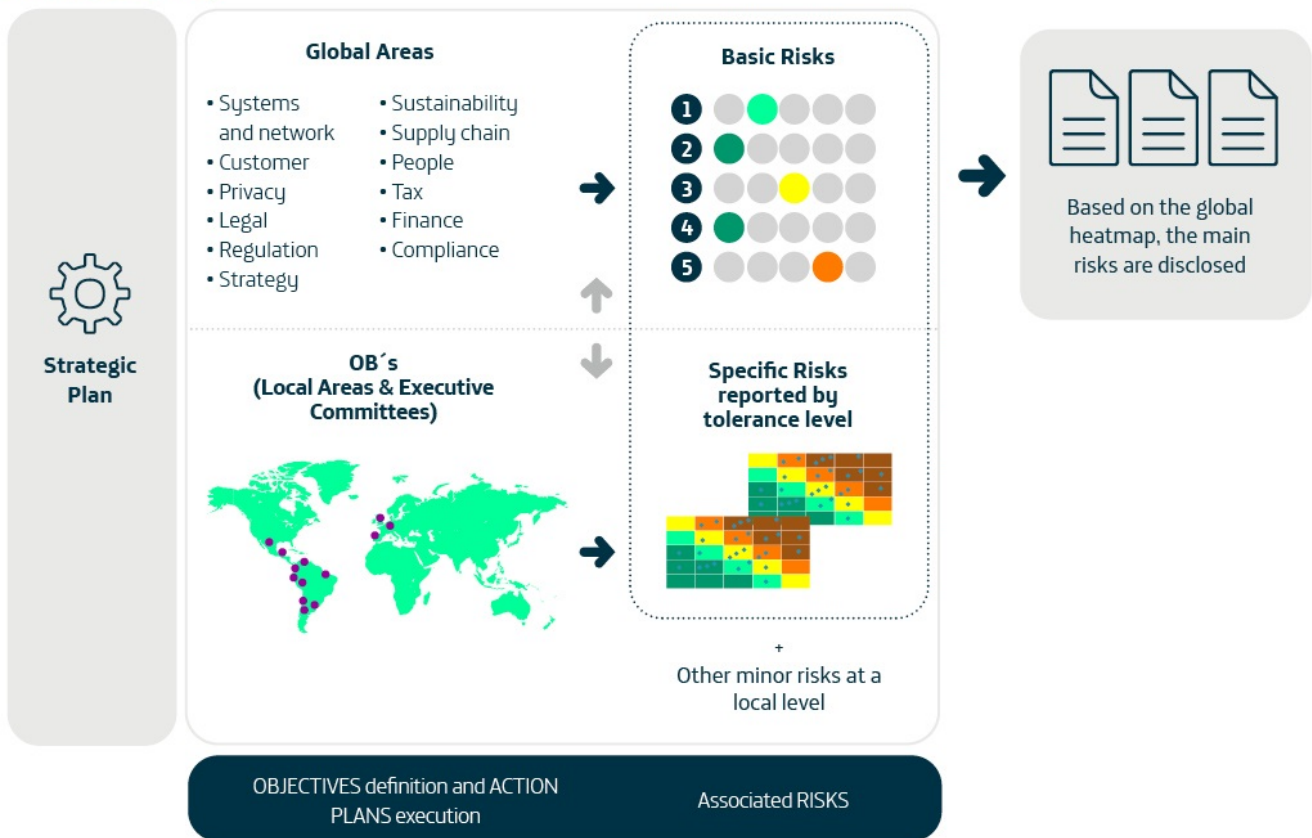 Strategic
Plan
Global Areas
• Systems
and network
• Customer
• Privacy
• Legal
• Regulation
• Strategy
• Sustainability
• Supply chain
• People
• Tax
• Finance
• Compliance
Basic Risks
1
2
3
4
5
Based on the global
heatmap, the main
risks are disclosed
OB´s
(Local Areas & Executive
Committees)
Specific Risks
reported by
tolerance level
+
Other minor risks at a
local level
OBJECTIVES definition and ACTION
PLANS execution
Associated RISKS